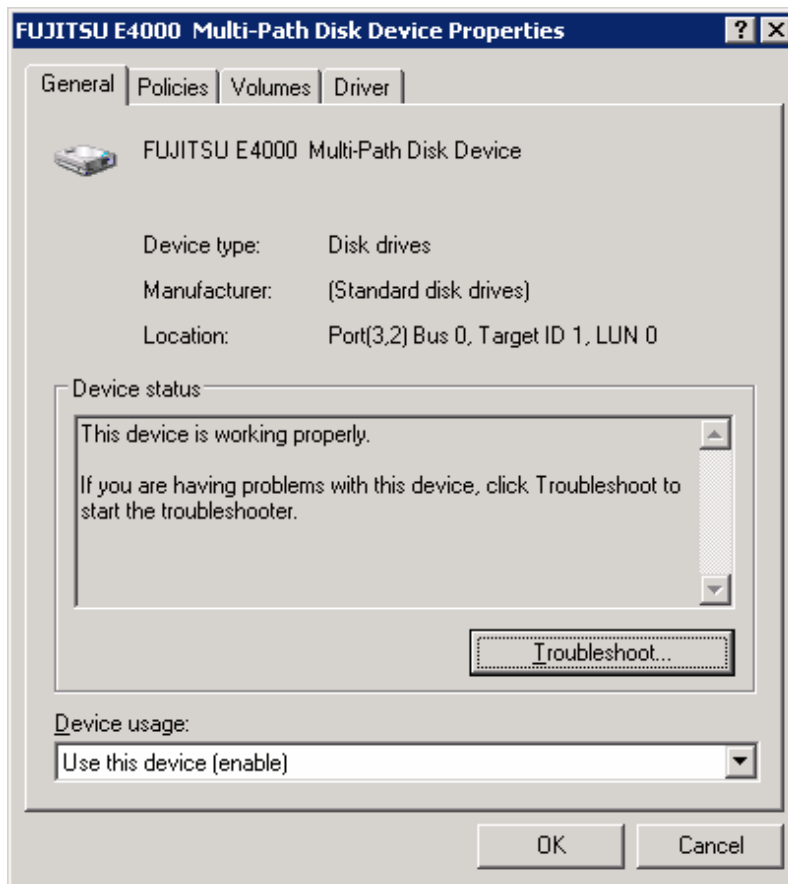 FUJITSU E4000 Multi-Path Disk Device Properties
General Policies Volumes Driver
FUJITSU E4000 Multi-Path Disk Device
Device type: Disk drives
Manufacturer: (Standard disk drives)
Location: Port(3,2) Bus 0, Target ID 1, LUN 0
Device status
This device is working properly.
If you are having problems with this device, click Troubleshoot to
start the troubleshooter.
Troubleshoot...
Device usage:
Use this device (enable)
OK Cancel